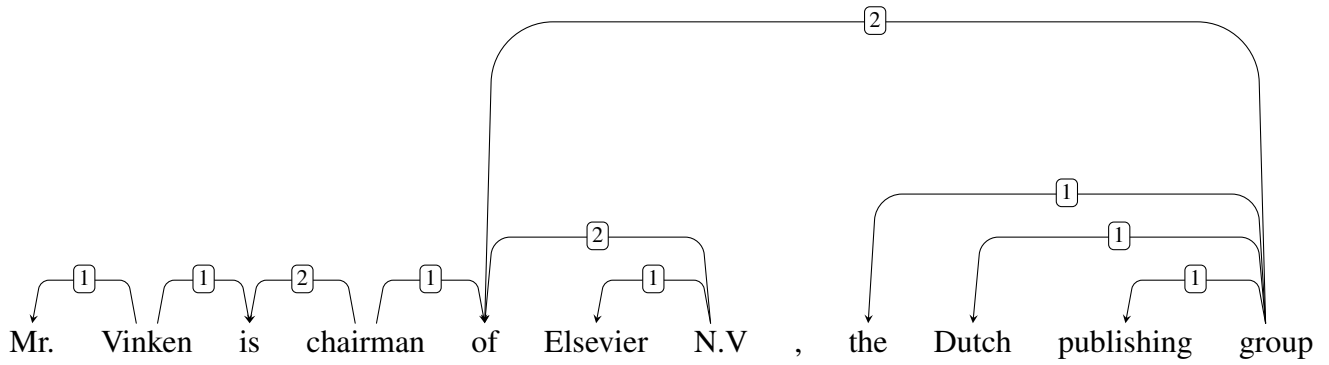 2
1
2 1
1 1 2 1 1 1
Mr. Vinken is chairman of Elsevier N.V , the Dutch publishing group